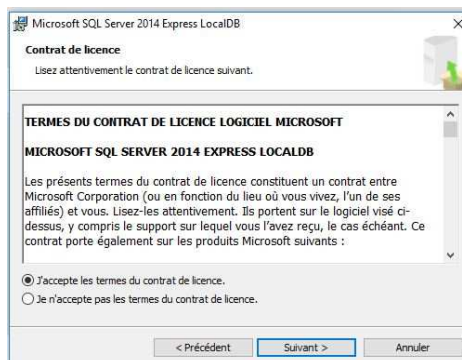 Microsoft SQL Server 2014 Express LocalDB
Contrat de licence
Lisez attentivement le contrat de licence suivant.
TERMES DU CONTRAT DE LICENCE LOGICIEL MICROSOFT
MICROSOFT SQL SERVER 2014 EXPRESS LOCALDB
Les présents termes du contrat de licence constituent un contrat entre
Microsoft Corporation (ou en fonction du lieu où vous vivez, l'un de ses
affiliés) et vous. Lisez-les attentivement. Ils portent sur le logiciel visé ci-
dessus, y compris le support sur lequel vous l'avez reçu, le cas échéant. Ce
contrat porte également sur les produits Microsoft suivants :
J'accepte les termes du contrat de licence.
Je n'accepte pas les termes du contrat de licence.
< Précédent Suivant > Annuler